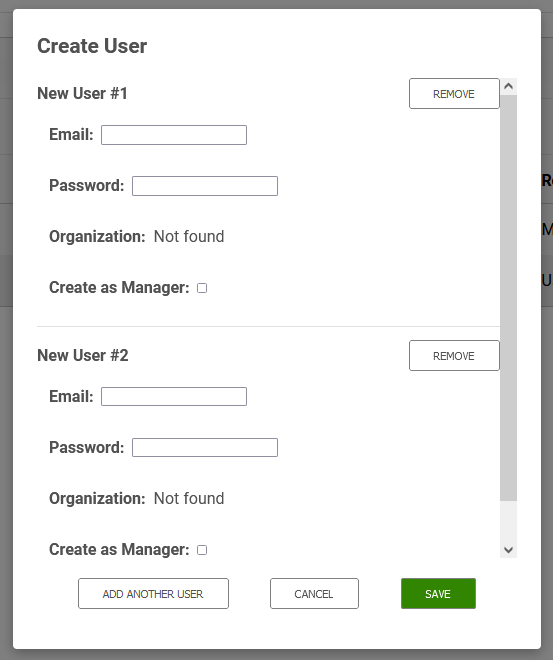 Create User
New User #1
REMOVE
Email:
Password:
Organization: Not found
Create as Manager:
New User #2
REMOVE
Email:
Password:
Organization: Not found
Create as Manager:
ADD ANOTHER USER CANCEL SAVE